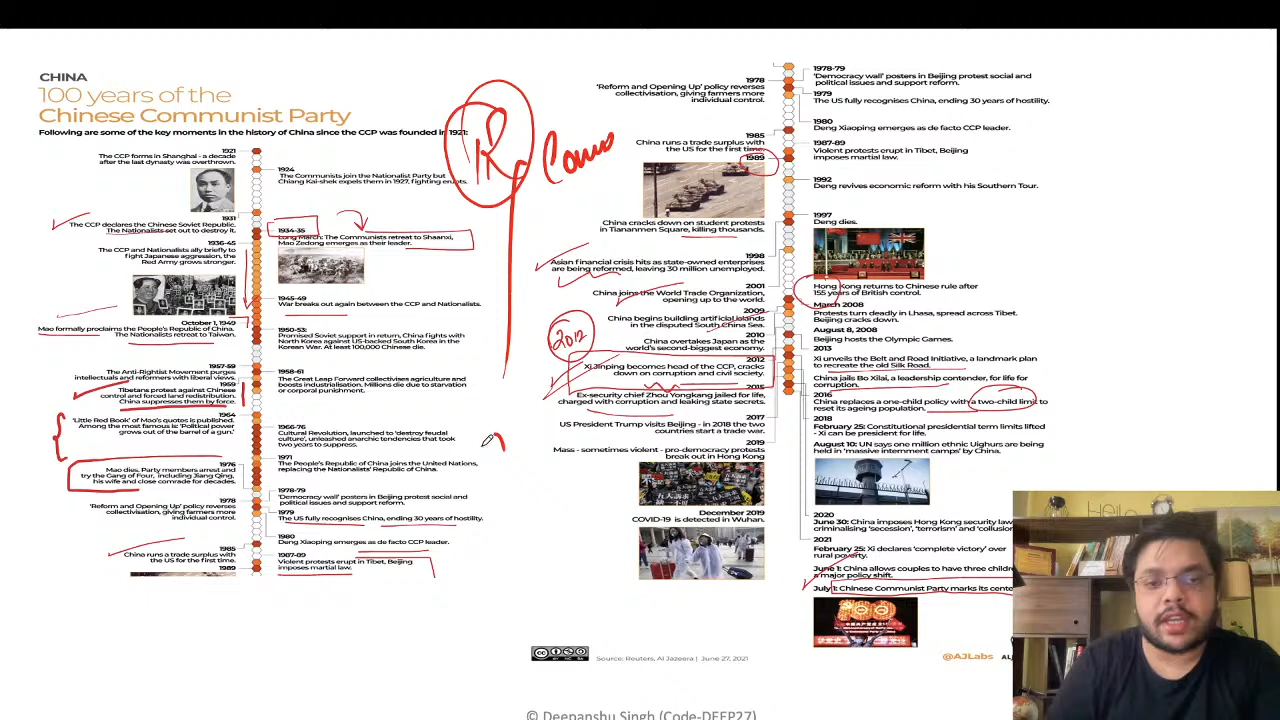 CHINA
100 years of the
Chinese Communist Party
Following are some of the key moments in the history of China since the CCP was founded in 1921:
1921
The CCP forms in Shanghai - a decade
after the last dynasty was overthrown.
1924
The Communists join the Nationalist Party but
Chiang Kai-shek expels them in 1927, fighting erupts.
1931
The CCP declares the Chinese Soviet Republic.
The Nationalists set out to destroy it.
1934-35
Long March: The Communists retreat to Shaanxi,
Mao Zedong emerges as their leader.
1936-45
The CCP and Nationalists ally briefly to
fight Japanese aggression, the
Red Army grows stronger.
1945-49
War breaks out again between the CCP and Nationalists.
October 1, 1949
Mao formally proclaims the People's Republic of China.
The Nationalists retreat to Taiwan.
1950-53:
Promised Soviet support in return, China fights with
North Korea against US-backed South Korea in the
Korean War. At least 100,000 Chinese die.
1957-59
The Anti-Rightist Movement purges
intellectuals and reformers with liberal views.
1958-61
The Great Leap Forward collectivises agriculture and
boosts industrialisation. Millions die due to starvation
or corporal punishment.
1959
Tibetans protest against Chinese
control and forced land redistribution.
China suppresses them by force.
1964
'Little Red Book' of Mao's quotes is published.
Among the most famous is: 'Political power
grows out of the barrel of a gun.'
1966-76
Cultural Revolution, launched to 'destroy feudal
culture', unleashed anarchic tendencies that took
two years to suppress.
1971
The People's Republic of China joins the United Nations,
replacing the Nationalists' Republic of China.
1976
Mao dies. Party members arrest and
try the Gang of Four, including Jiang Qing,
his wife and close comrade for decades.
1978-79
'Democracy wall' posters in Beijing protest social and
political issues and support reform.
1978
'Reform and Opening Up' policy reverses
collectivisation, giving farmers more
individual control.
1979
The US fully recognises China, ending 30 years of hostility.
1980
Deng Xiaoping emerges as de facto CCP leader.
1985
China runs a trade surplus with
the US for the first time.
1987-89
Violent protests erupt in Tibet, Beijing
imposes martial law.
1989
1978-79
'Democracy wall' posters in Beijing protest social and
political issues and support reform.
1978
'Reform and Opening Up' policy reverses
collectivisation, giving farmers more
individual control.
1979
The US fully recognises China, ending 30 years of hostility.
1980
Deng Xiaoping emerges as de facto CCP leader.
1985
China runs a trade surplus with
the US for the first time.
1987-89
Violent protests erupt in Tibet, Beijing
imposes martial law.
1989
China cracks down on student protests
in Tiananmen Square, killing thousands.
1992
Deng revives economic reform with his Southern Tour.
1997
Deng dies.
Hong Kong returns to Chinese rule after
155 years of British control.
1998
Asian financial crisis hits as state-owned enterprises
are being reformed, leaving 30 million unemployed.
2001
China joins the World Trade Organization,
opening up to the world.
March 2008
Protests turn deadly in Lhasa, spread across Tibet.
Beijing cracks down.
August 8, 2008
Beijing hosts the Olympic Games.
2009
China begins building artificial islands
in the disputed South China Sea.
2010
China overtakes Japan as the
world's second-biggest economy.
2012
2012
Xi Jinping becomes head of the CCP, cracks
down on corruption and civil society.
2013
Xi unveils the Belt and Road Initiative, a landmark plan
to recreate the old Silk Road.
China jails Bo Xilai, a leadership contender, for life for
corruption.
2015
Ex-security chief Zhou Yongkang jailed for life,
charged with corruption and leaking state secrets.
2016
China replaces a one-child policy with a two-child limit to
reset its ageing population.
2017
US President Trump visits Beijing - in 2018 the two
countries start a trade war.
2018
February 25: Constitutional presidential term limits lifted
- Xi can be president for life.
August 10: UN says one million ethnic Uighurs are being
held in 'massive internment camps' by China.
2019
Mass - sometimes violent - pro-democracy protests
break out in Hong Kong
December 2019
COVID-19 is detected in Wuhan.
2020
June 30: China imposes Hong Kong security law
criminalising 'secession', 'terrorism' and 'collusion
2021
February 25: Xi declares 'complete victory' over
rural poverty.
June 1: China allows couples to have three children
a major policy shift.
July 1: Chinese Communist Party marks its cente
Source: Reuters, Al Jazeera | June 27, 2021
@AJLabs
© Deepanshu Singh (Code-DEEP27)